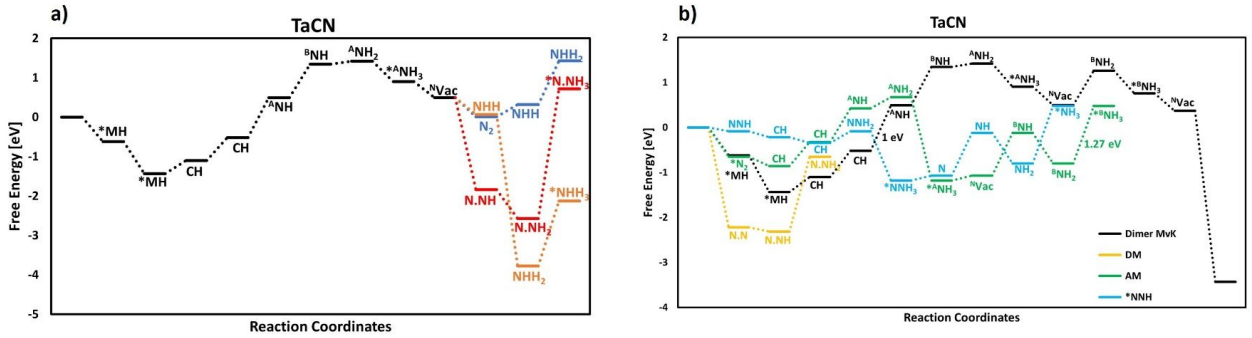 a)
TaCN
Free Energy [eV]
2
1
0
-1
-2
-3
-4
-5
*MH
*MH
CH
CH
ᴬNH
ᴮNH
ᴬNH₂
*ᴬNH₃
ᴺVac
NHH
N₂
NHH
NHH₂
N.NH
N.NH₂
*N.NH₃
NHH₂
*NHH₃
Reaction Coordinates
b)
TaCN
Free Energy [eV]
2
1
0
-1
-2
-3
-4
NNH
CH
CH
CH
NNH₂
*N₂
*MH
CH
*MH
CH
CH
N.NH
N.N
N.NH
ᴬNH
ᴬNH₃
ᴬNH
1 eV
ᴮNH
ᴬNH₂
*ᴬNH₃
ᴺVac
*NH₃
ᴮNH₂
*ᴮNH₃
ᴺVac
*NNH₃
N
*ᴬNH₃
ᴺVac
NH
ᴮNH
NH₂
ᴮNH₂
*ᴮNH₃
1.27 eV
Dimer MvK
DM
AM
*NNH
Reaction Coordinates